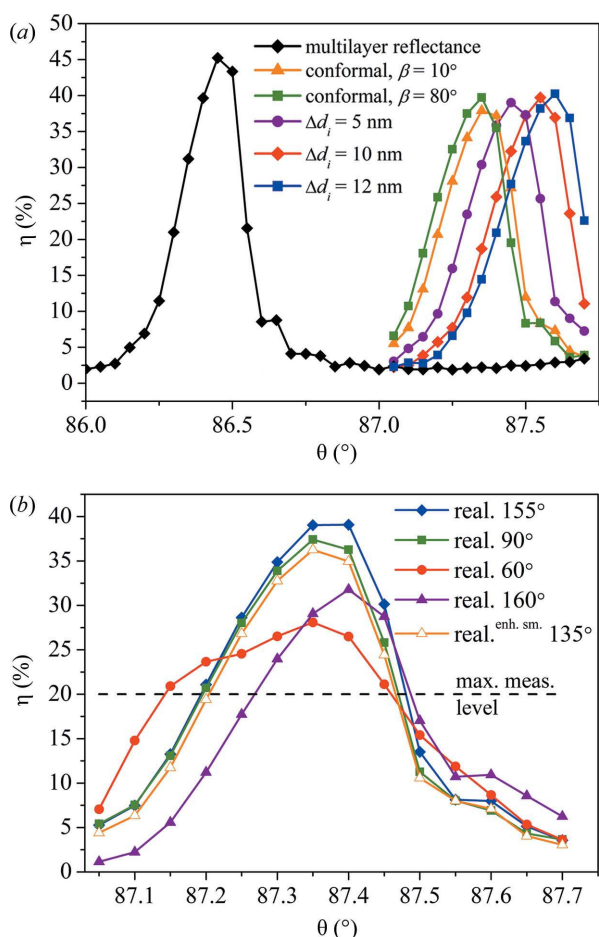 (a)
50
45
40
35
30
25
20
15
10
5
0
η (%)
multilayer reflectance
conformal, β = 10°
conformal, β = 80°
Δdᵢ = 5 nm
Δdᵢ = 10 nm
Δdᵢ = 12 nm
86.0 86.5 87.0 87.5
θ (°)
(b)
40
35
30
25
20
15
10
5
0
η (%)
real. 155°
real. 90°
real. 60°
real. 160°
real.enh. sm. 135°
max. meas.
level
87.1 87.2 87.3 87.4 87.5 87.6 87.7
θ (°)